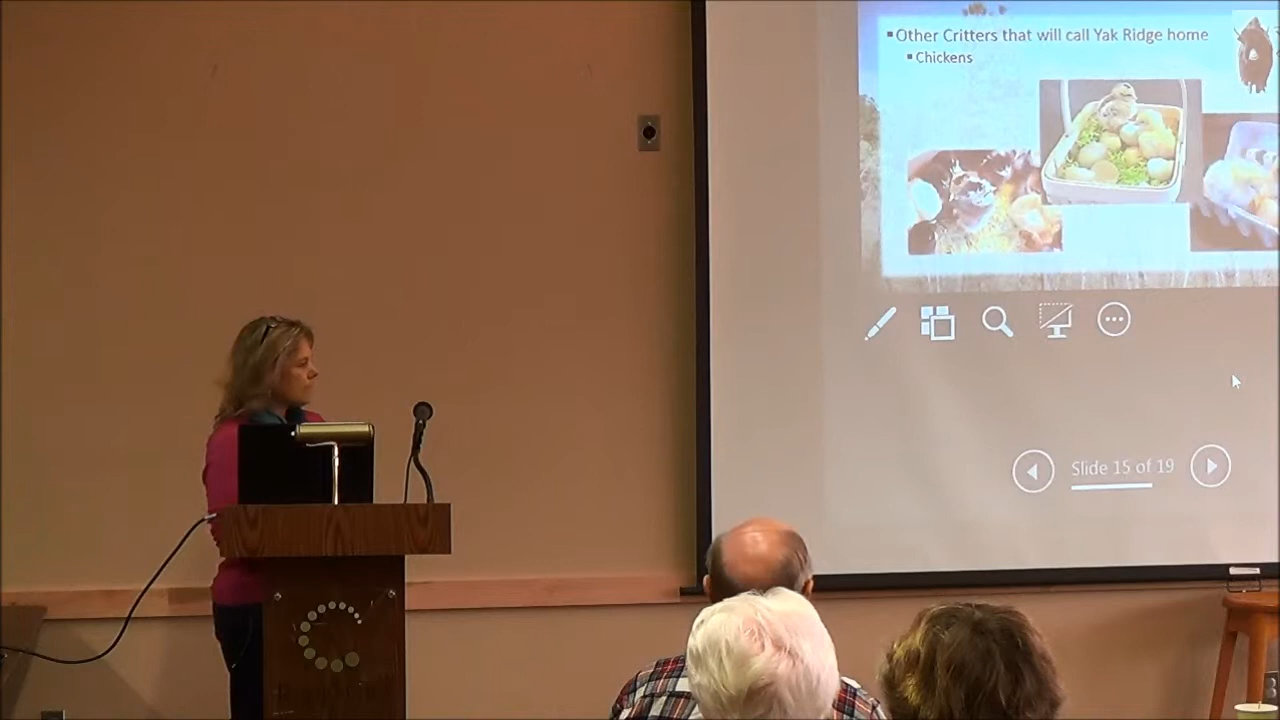 Other Critters that will call Yak Ridge home
Chickens
Slide 15 of 19